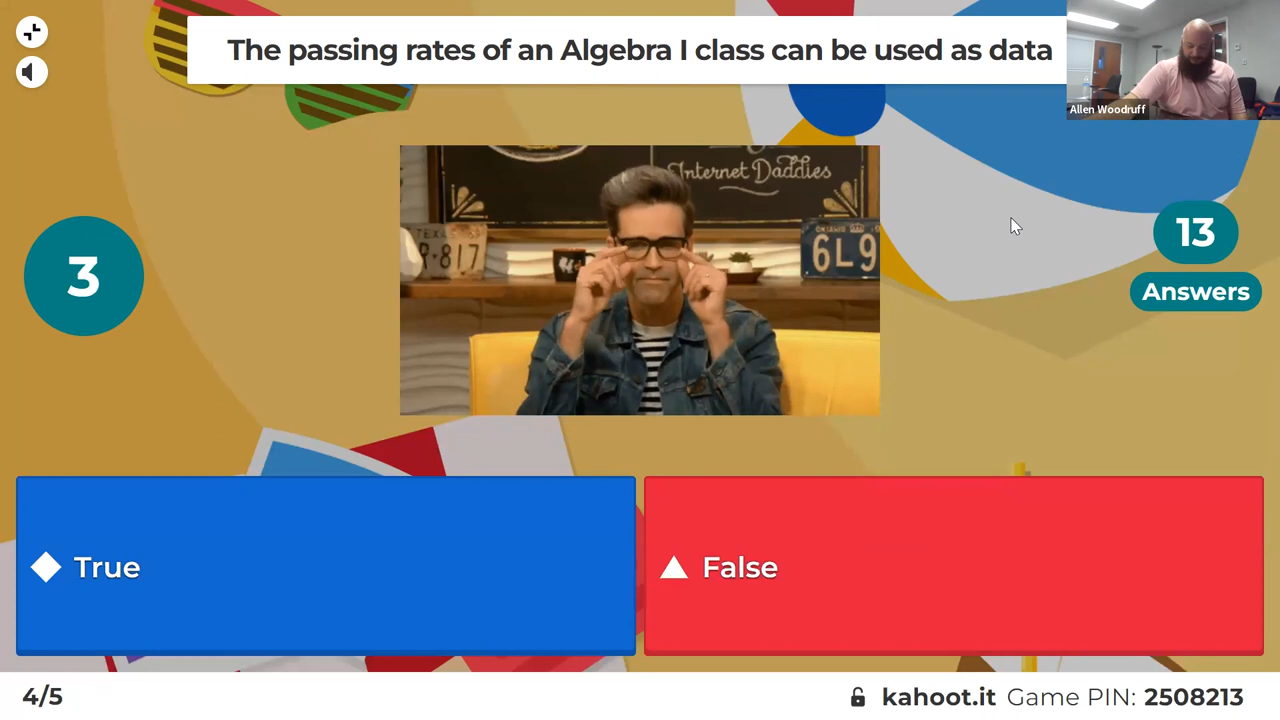 The passing rates of an Algebra I class can be used as data
Allen Woodruff
Internet Daddies
TEXAS
R-817
6L9
3
13
Answers
True
False
4/5
kahoot.it Game PIN: 2508213